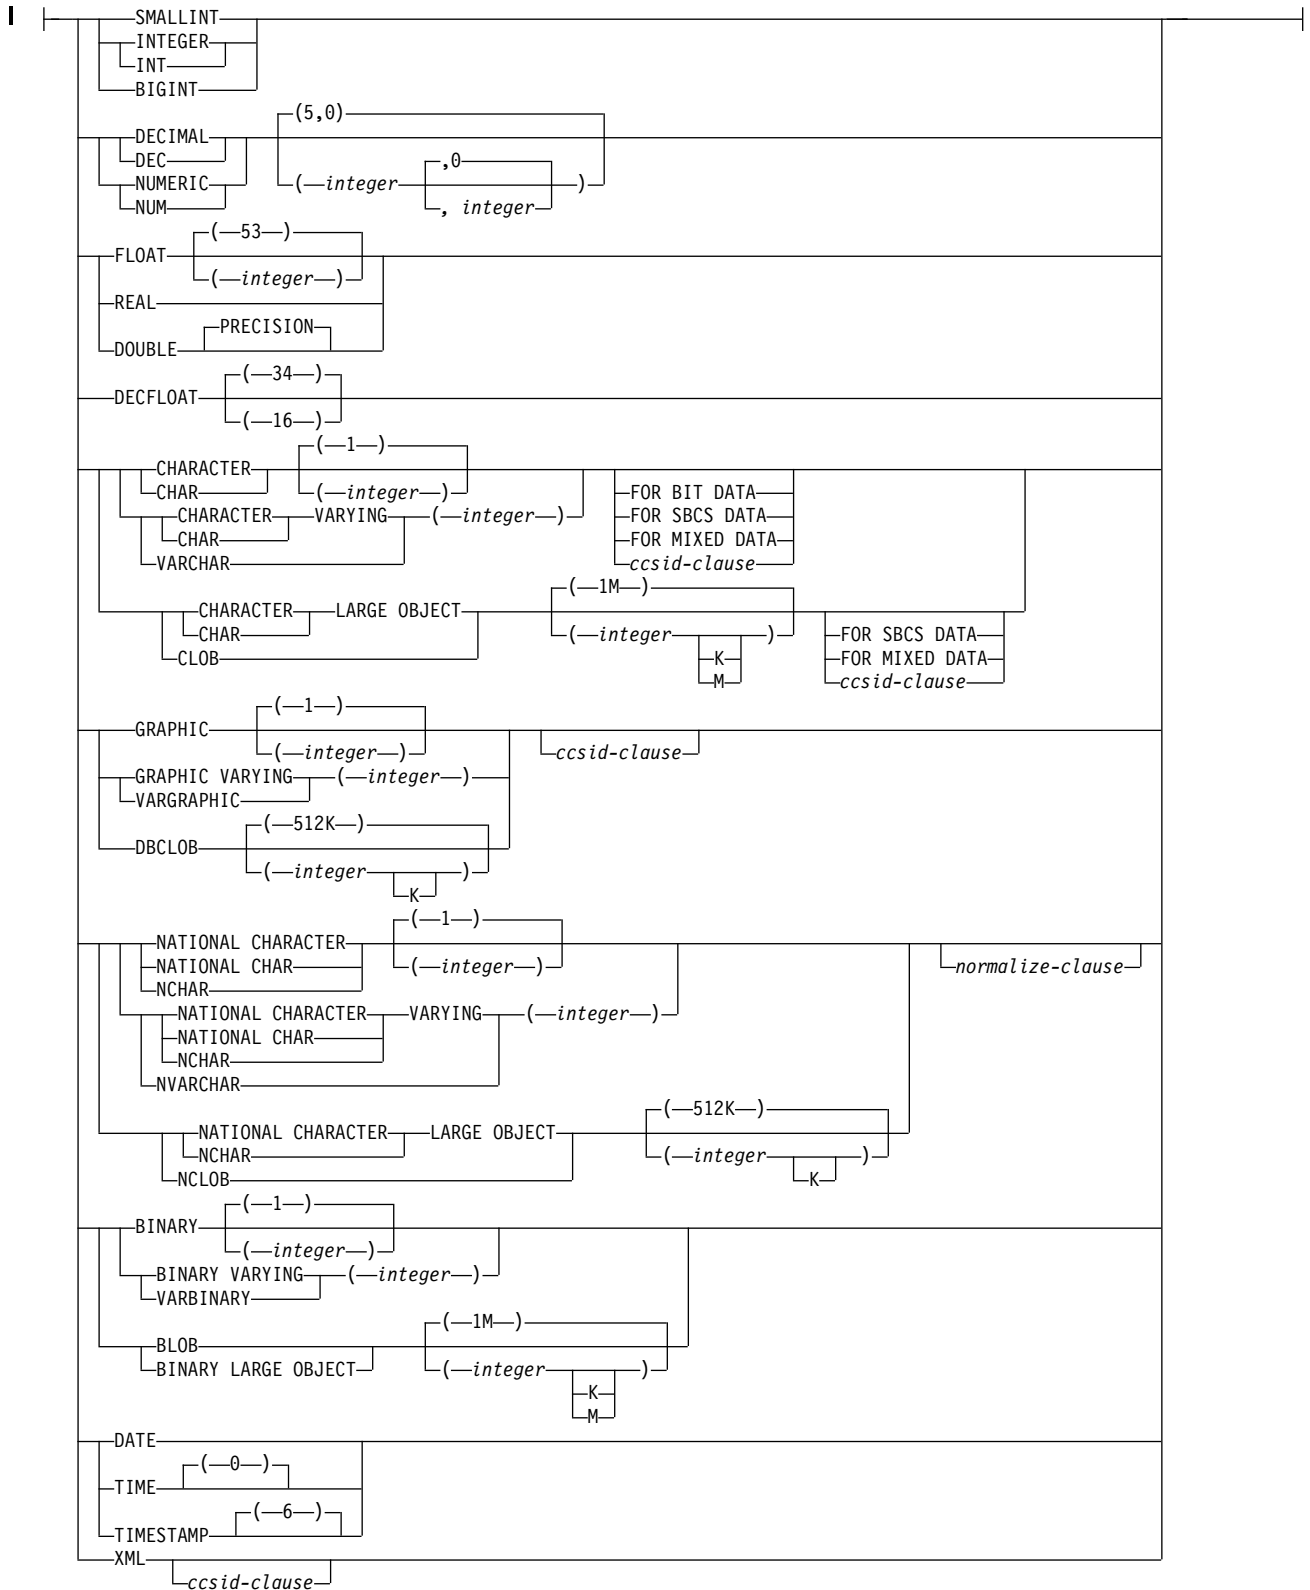 SMALLINT
INTEGER
INT
BIGINT
(5,0)
DECIMAL
DEC
,0
NUMERIC ( integer )
NUM , integer
( 53 )
FLOAT
( integer )
REAL
PRECISION
DOUBLE
( 34 )
DECFLOAT
( 16 )
( 1 )
CHARACTER
CHAR ( integer ) FOR BIT DATA
CHARACTER VARYING ( integer ) FOR SBCS DATA
CHAR FOR MIXED DATA
VARCHAR ccsid-clause
( 1M )
CHARACTER LARGE OBJECT
CHAR ( integer ) FOR SBCS DATA
CLOB K FOR MIXED DATA
M ccsid-clause
( 1 )
GRAPHIC
( integer ) ccsid-clause
GRAPHIC VARYING ( integer )
VARGRAPHIC
( 512K )
DBCLOB
( integer )
K
( 1 )
NATIONAL CHARACTER
NATIONAL CHAR ( integer ) normalize-clause
NCHAR
NATIONAL CHARACTER VARYING ( integer )
NATIONAL CHAR
NCHAR
NVARCHAR
( 512K )
NATIONAL CHARACTER LARGE OBJECT
NCHAR ( integer )
NCLOB K
( 1 )
BINARY
( integer )
BINARY VARYING ( integer )
VARBINARY
( 1M )
BLOB
BINARY LARGE OBJECT ( integer )
K
M
DATE
( 0 )
TIME
( 6 )
TIMESTAMP
XML
ccsid-clause